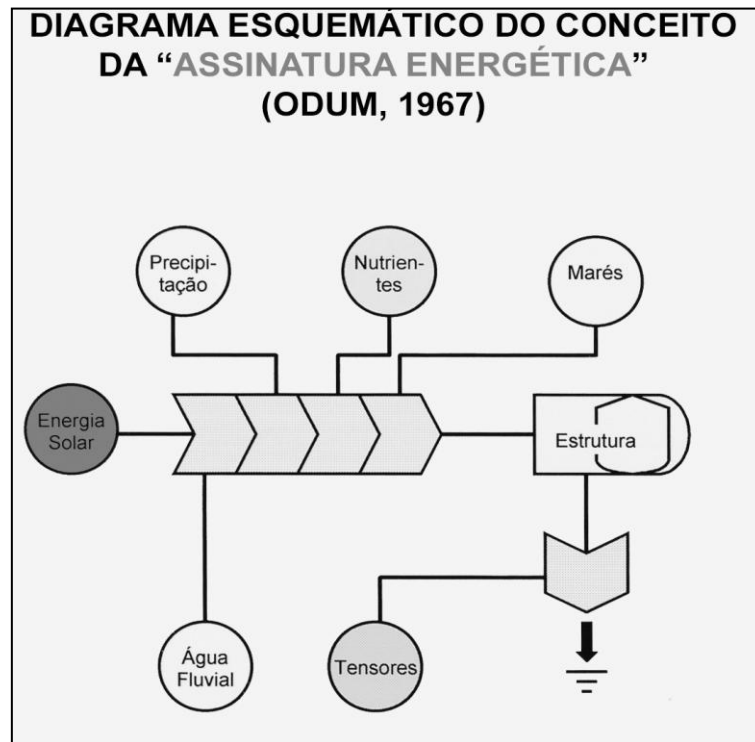 DIAGRAMA ESQUEMÁTICO DO CONCEITO
DA “ASSINATURA ENERGÉTICA”
(ODUM, 1967)
Precipi-
tação
Nutrien-
tes
Marés
Energia
Solar
Estrutura
Água
Fluvial
Tensores